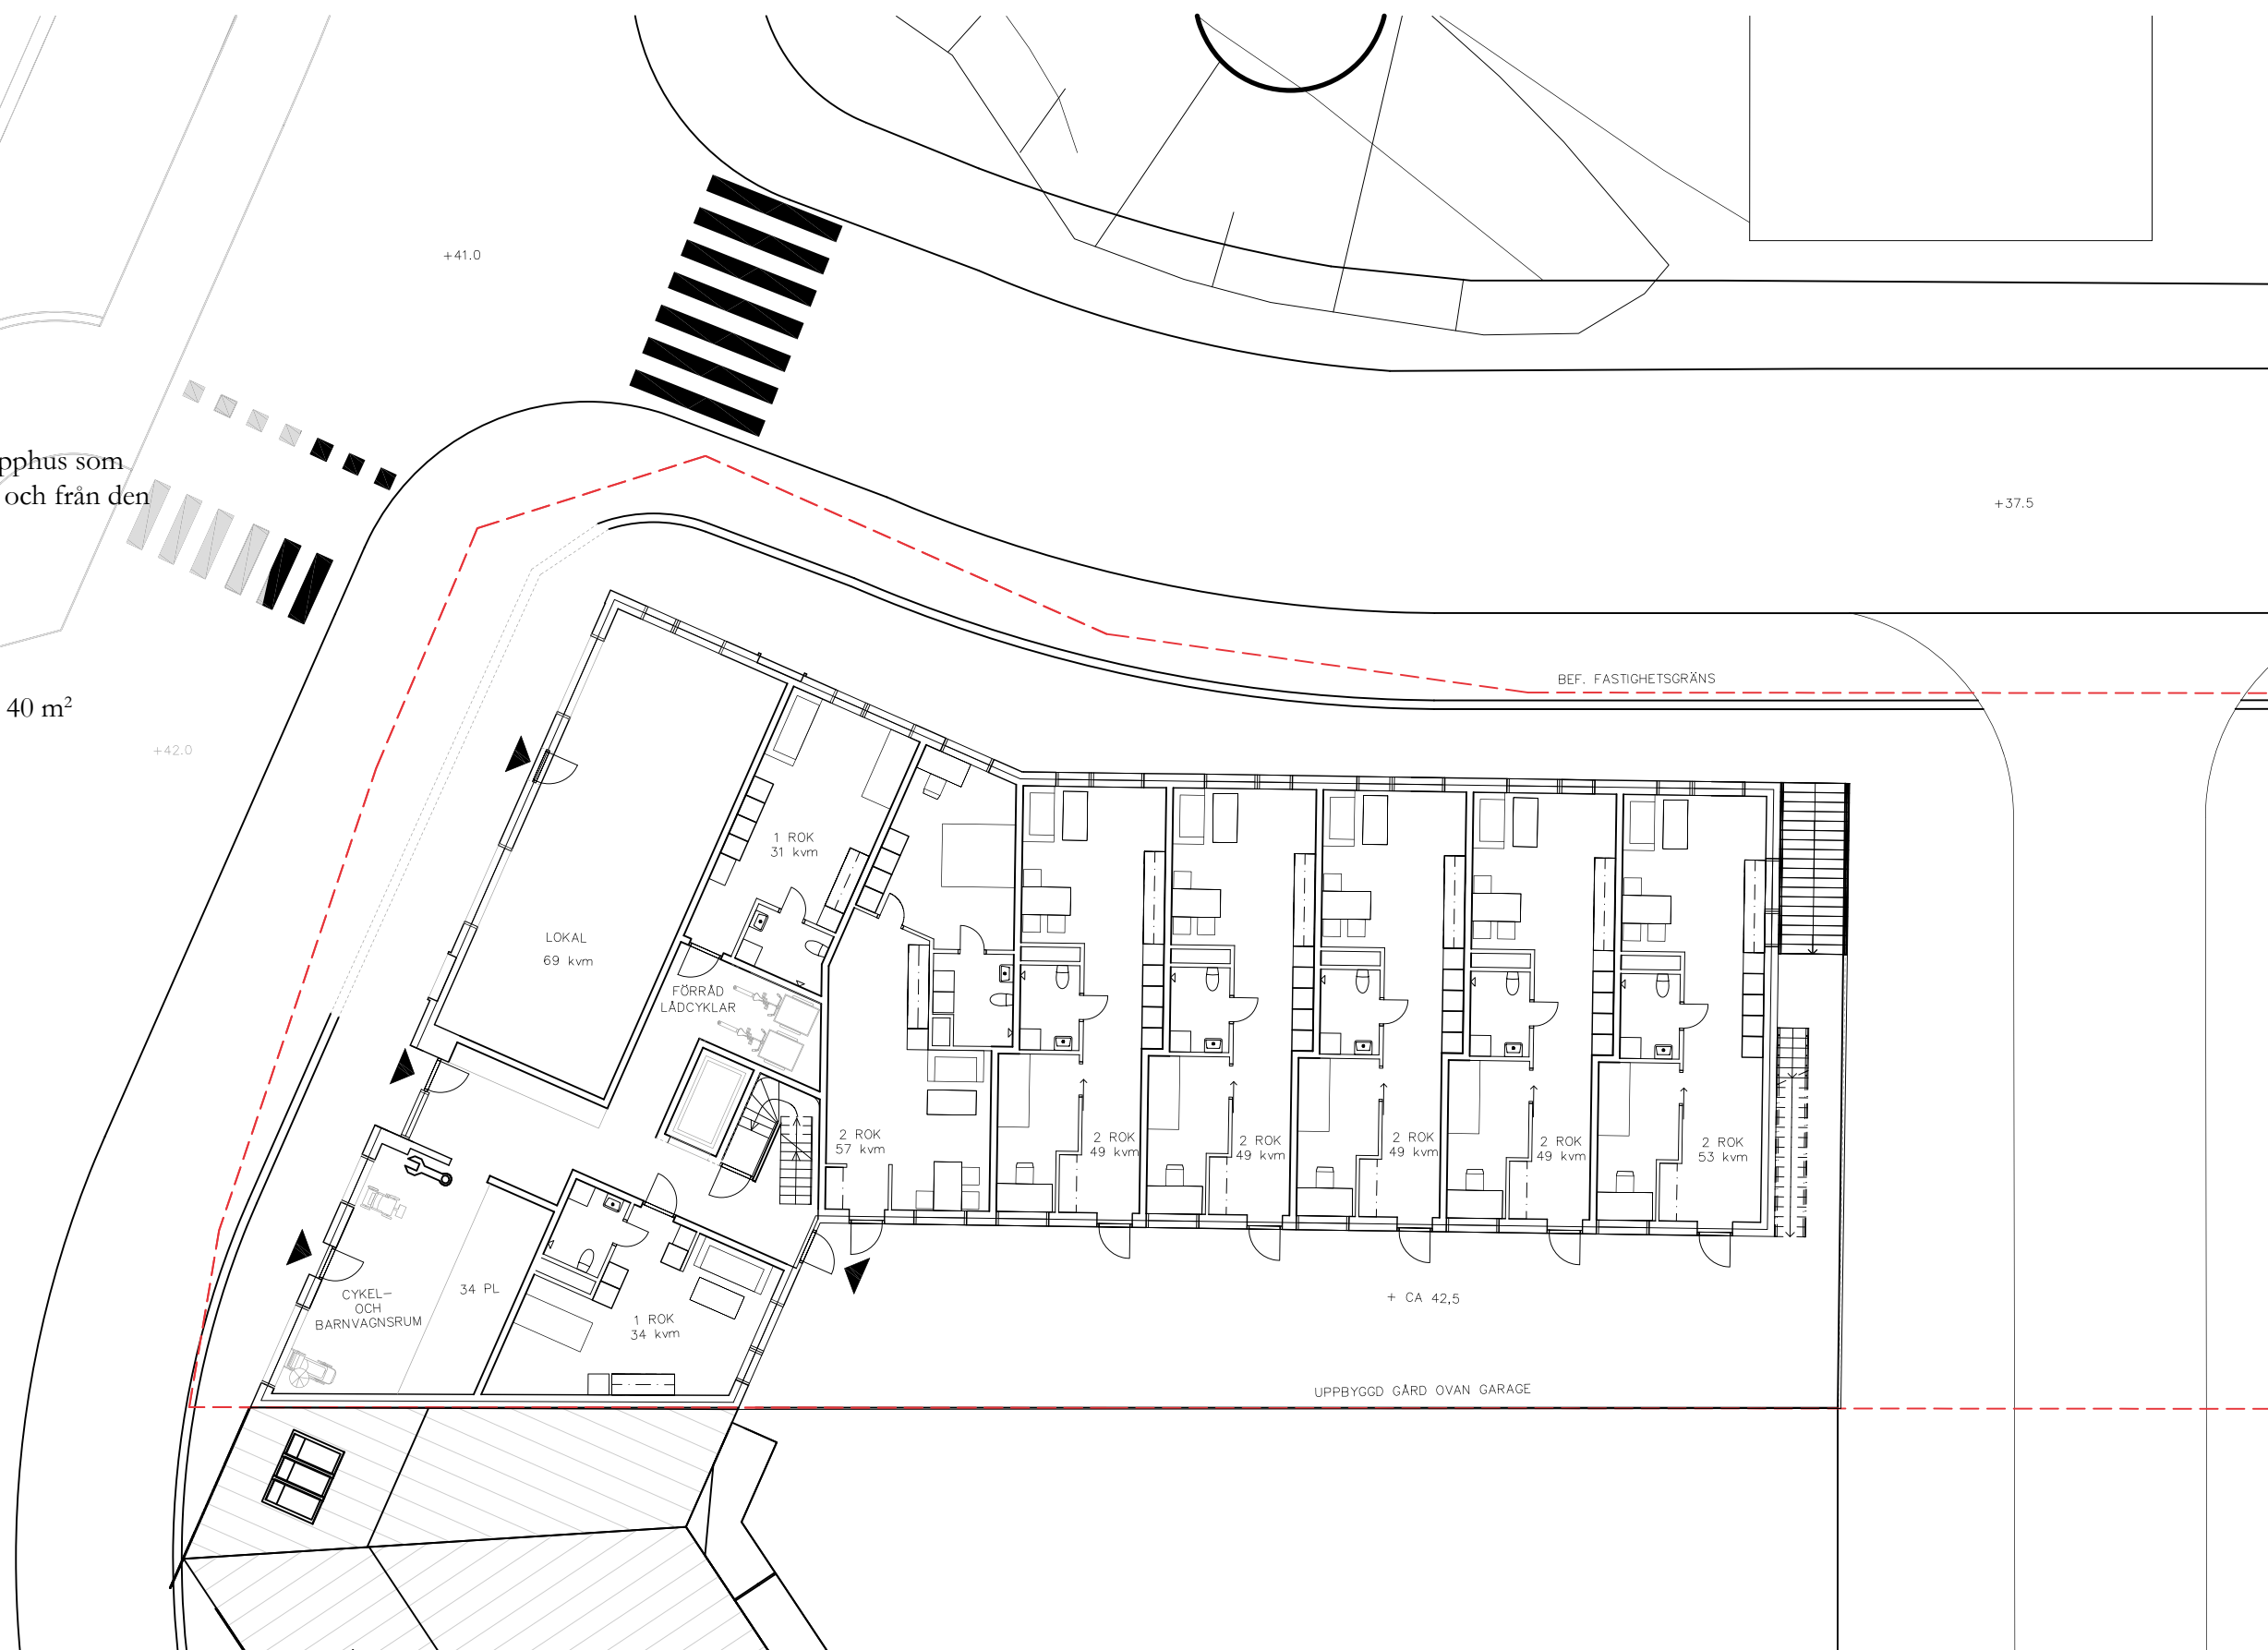 +41.0
pphus som
och från den
+37.5
40 m²
BEF. FASTIGHETSGRÄNS
+42.0
1 ROK
31 kvm
LOKAL
69 kvm
FÖRRÅD
LÅDCYKLAR
2 ROK
57 kvm
2 ROK
49 kvm
2 ROK
49 kvm
2 ROK
49 kvm
2 ROK
49 kvm
2 ROK
53 kvm
34 PL
CYKEL-
OCH
BARNVAGNSRUM
1 ROK
34 kvm
+ CA 42,5
UPPBYGGD GÅRD OVAN GARAGE